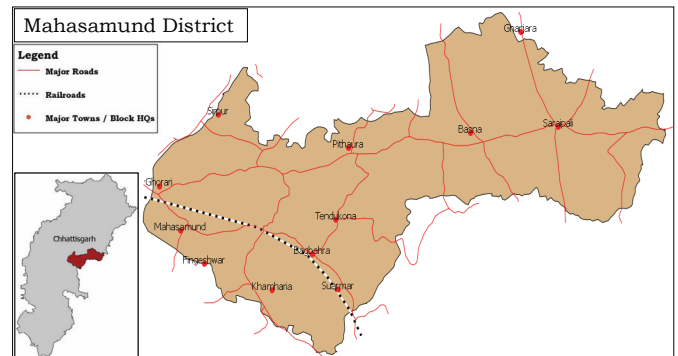 Mahasamund District
Legend
Major Roads
Railroads
Major Towns / Block HQs
Gharjara
Sirpur
Basna
Saraipali
Pithaura
Ghorari
Tendukona
Mahasamund
Bagbahra
Fingeshwar
Khamharia
Suarmar
Chhattisgarh